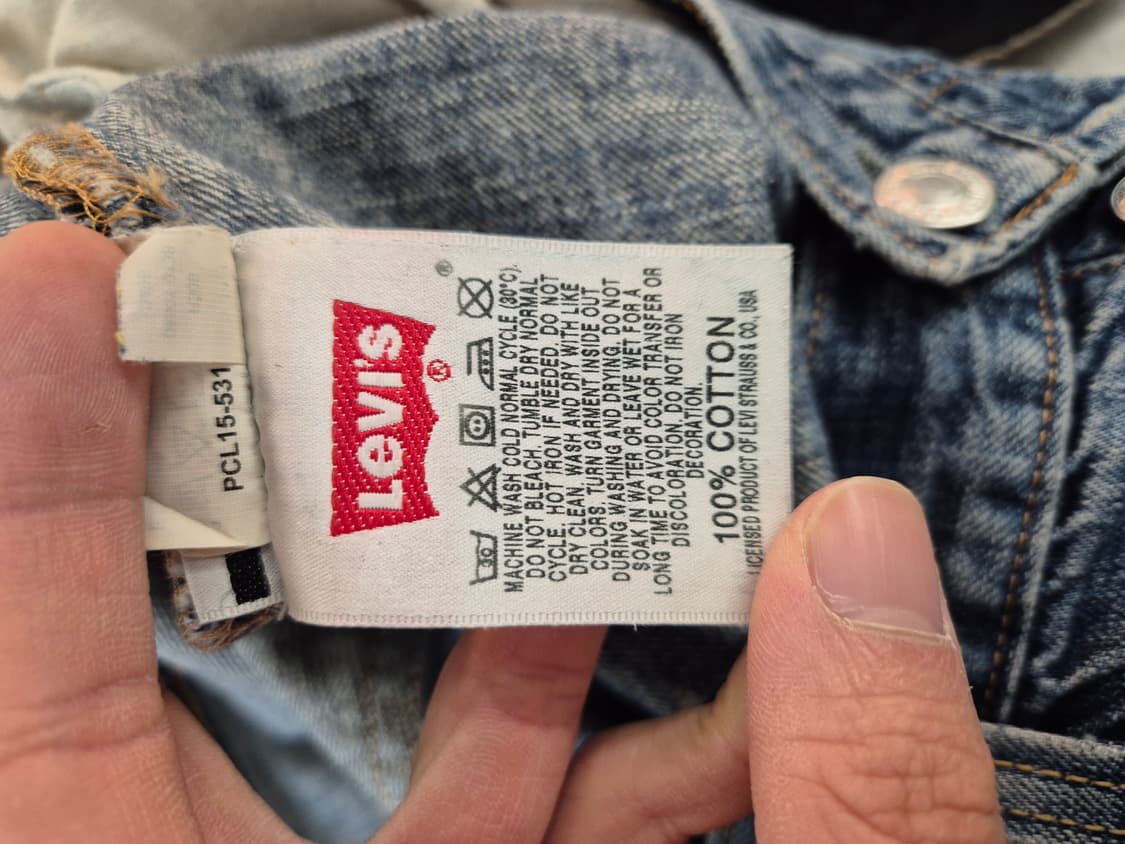 PCL15-531
Levi's®
®
MACHINE WASH COLD NORMAL CYCLE (30°C).
DO NOT BLEACH. TUMBLE DRY NORMAL
CYCLE. HOT IRON IF NEEDED. DO NOT
DRY CLEAN. WASH AND DRY WITH LIKE
COLORS. TURN GARMENT INSIDE OUT
DURING WASHING AND DRYING. DO NOT
SOAK IN WATER OR LEAVE WET FOR A
LONG TIME TO AVOID COLOR TRANSFER OR
DISCOLORATION. DO NOT IRON
DECORATION.
100% COTTON
LICENSED PRODUCT OF LEVI STRAUSS & CO., USA